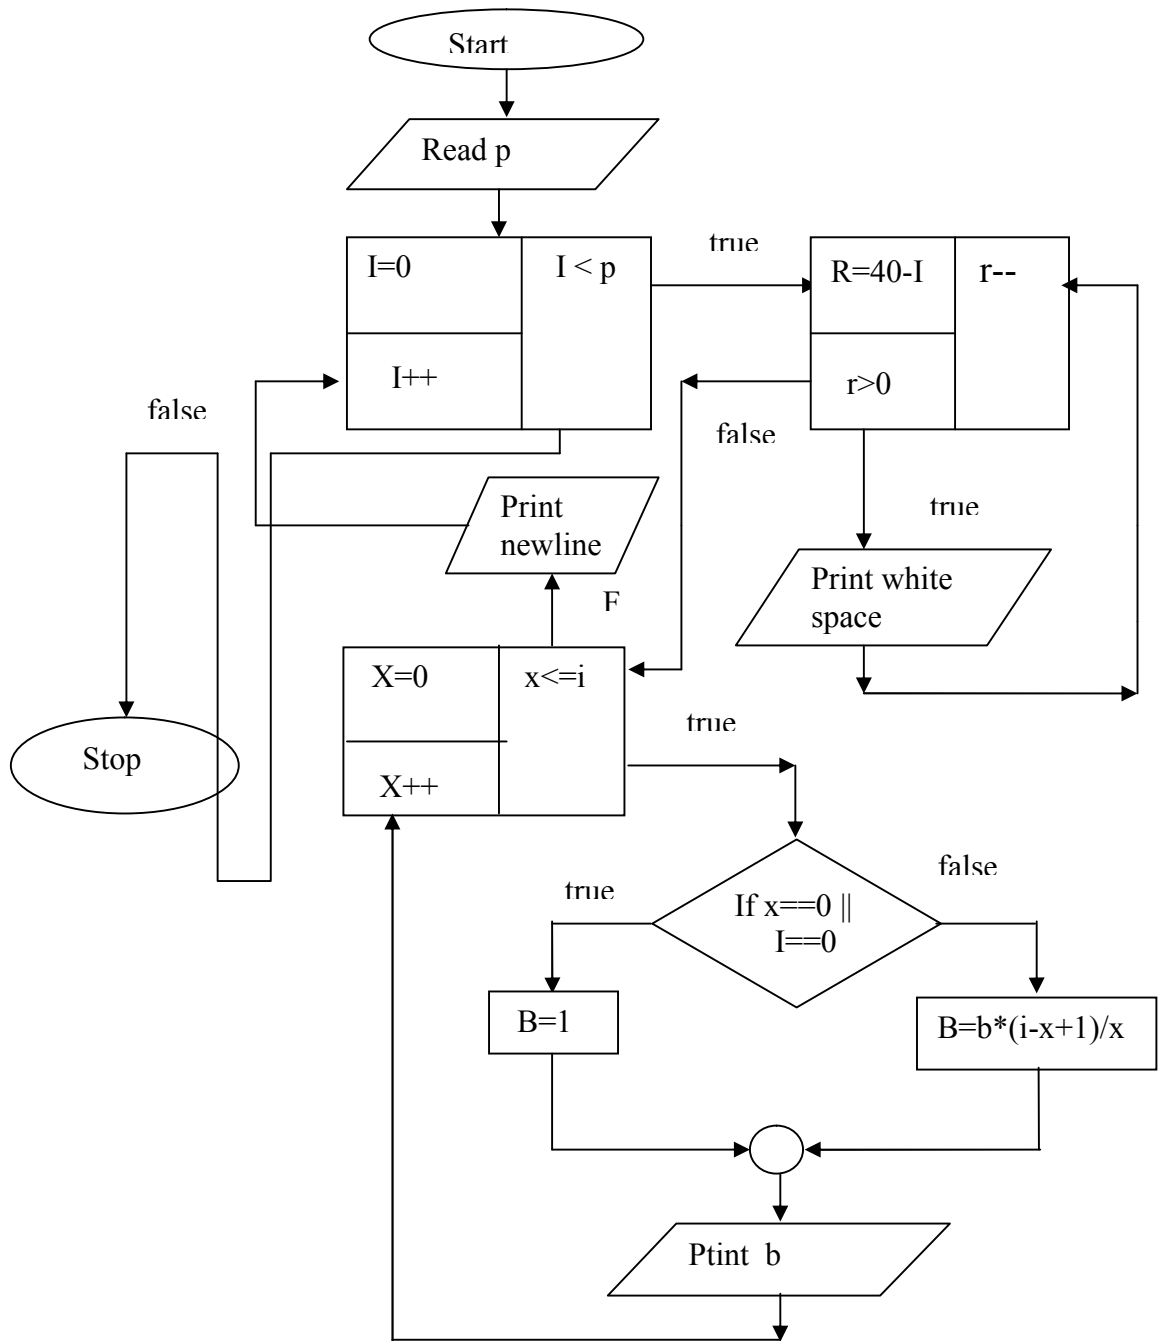 Start
Read p
I=0
I < p
I++
true
R=40-I
r--
r>0
false
false
true
Print
newline
Print white
space
F
X=0
x<=i
X++
true
Stop
true
false
If x==0 ||
I==0
B=1
B=b*(i-x+1)/x
Ptint b